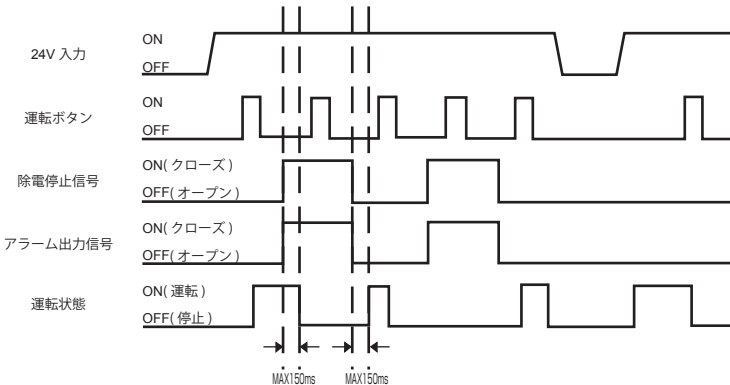 24V 入力
ON
OFF
運転ボタン
ON
OFF
除電停止信号
ON( クローズ )
OFF( オープン )
アラーム出力信号
ON( クローズ )
OFF( オープン )
運転状態
ON( 運転 )
OFF( 停止 )
MAX150ms
MAX150ms